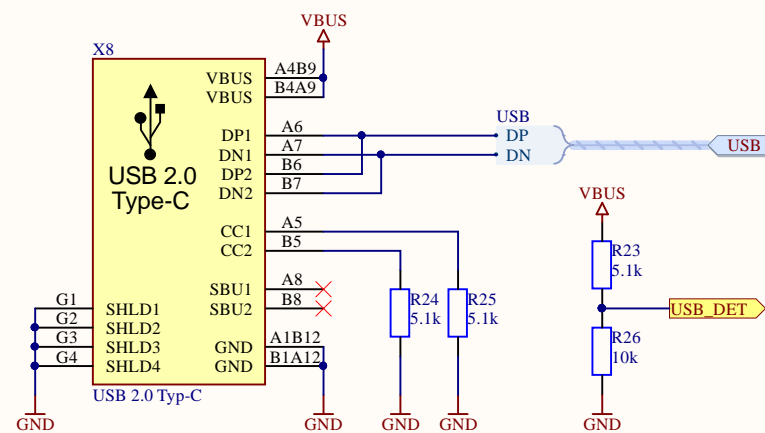 VBUS
X8
VBUS A4B9
VBUS B4A9
USB
DP1 A6 DP
DN1 A7 DN USB
DP2 B6
DN2 B7
USB 2.0
Type-C
VBUS
CC1 A5
CC2 B5
R23
5.1k
SBU1 A8
SBU2 B8
G1 SHLD1
G2 SHLD2
G3 SHLD3
G4 SHLD4
R24
5.1k
R25
5.1k
USB_DET
R26
10k
GND A1B12
GND B1A12
USB 2.0 Typ-C
GND GND GND GND GND